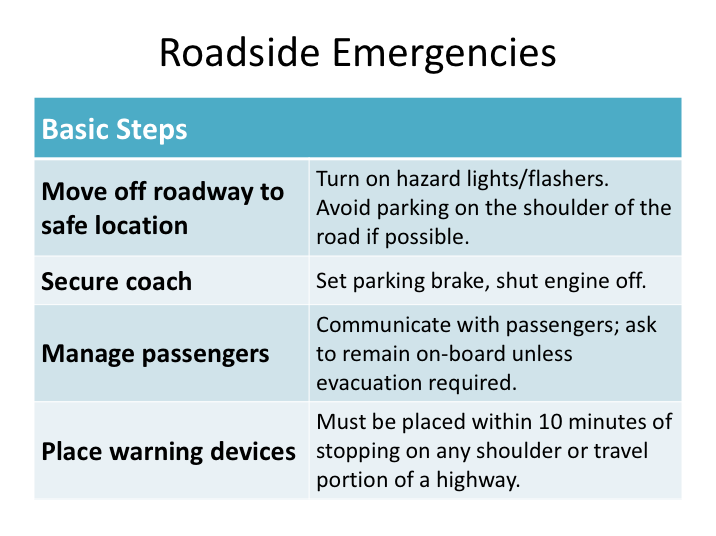 Roadside Emergencies
Basic Steps
Move off roadway to
safe location
Turn on hazard lights/flashers.
Avoid parking on the shoulder of the
road if possible.
Secure coach
Set parking brake, shut engine off.
Manage passengers
Communicate with passengers; ask
to remain on-board unless
evacuation required.
Place warning devices
Must be placed within 10 minutes of
stopping on any shoulder or travel
portion of a highway.